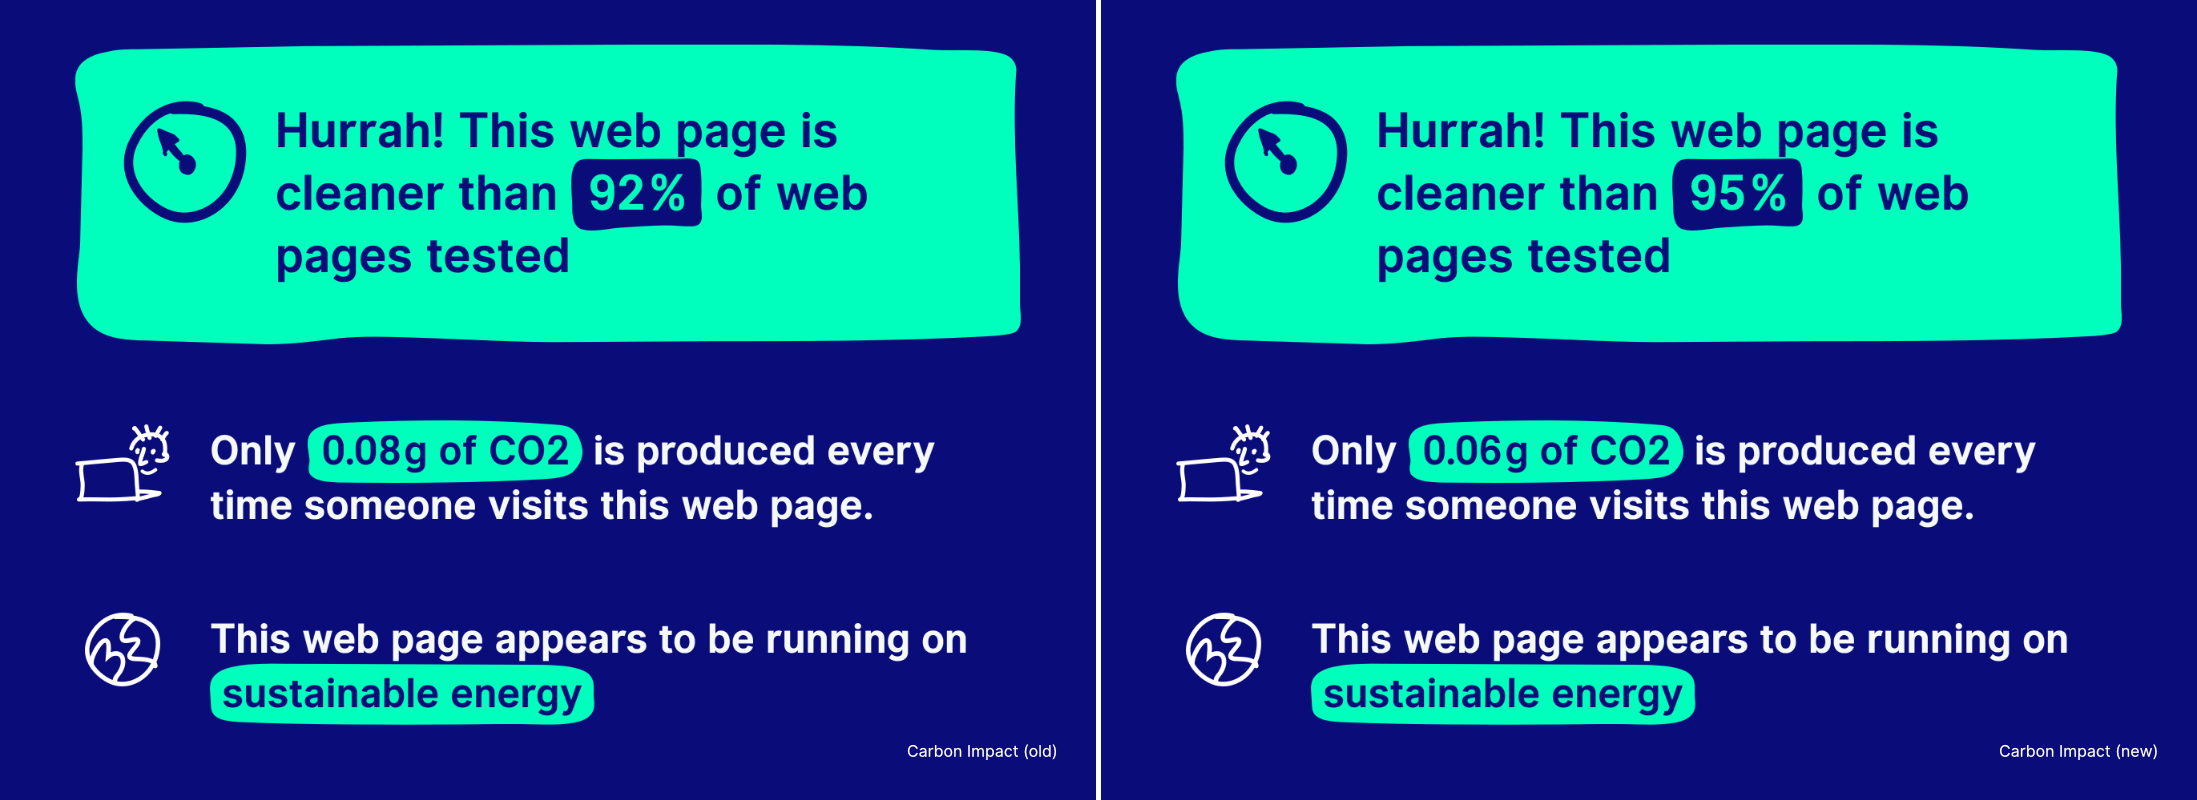 Hurrah! This web page is
cleaner than 92% of web
pages tested
Only 0.08g of CO2 is produced every
time someone visits this web page.
This web page appears to be running on
sustainable energy
Carbon Impact (old)
Hurrah! This web page is
cleaner than 95% of web
pages tested
Only 0.06g of CO2 is produced every
time someone visits this web page.
This web page appears to be running on
sustainable energy
Carbon Impact (new)